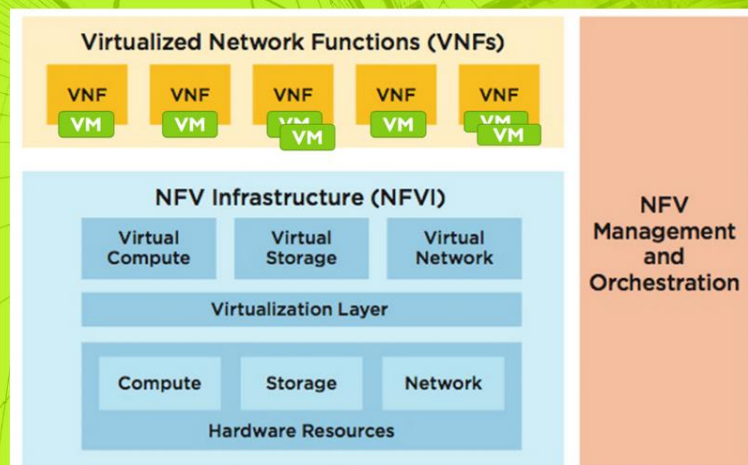 Virtualized Network Functions (VNFs)
VNF VNF VNF VNF VNF
VM VM VM VM VM
VM VM
NFV Infrastructure (NFVI)
Virtual Compute
Virtual Storage
Virtual Network
Virtualization Layer
Compute Storage Network
Hardware Resources
NFV
Management
and
Orchestration